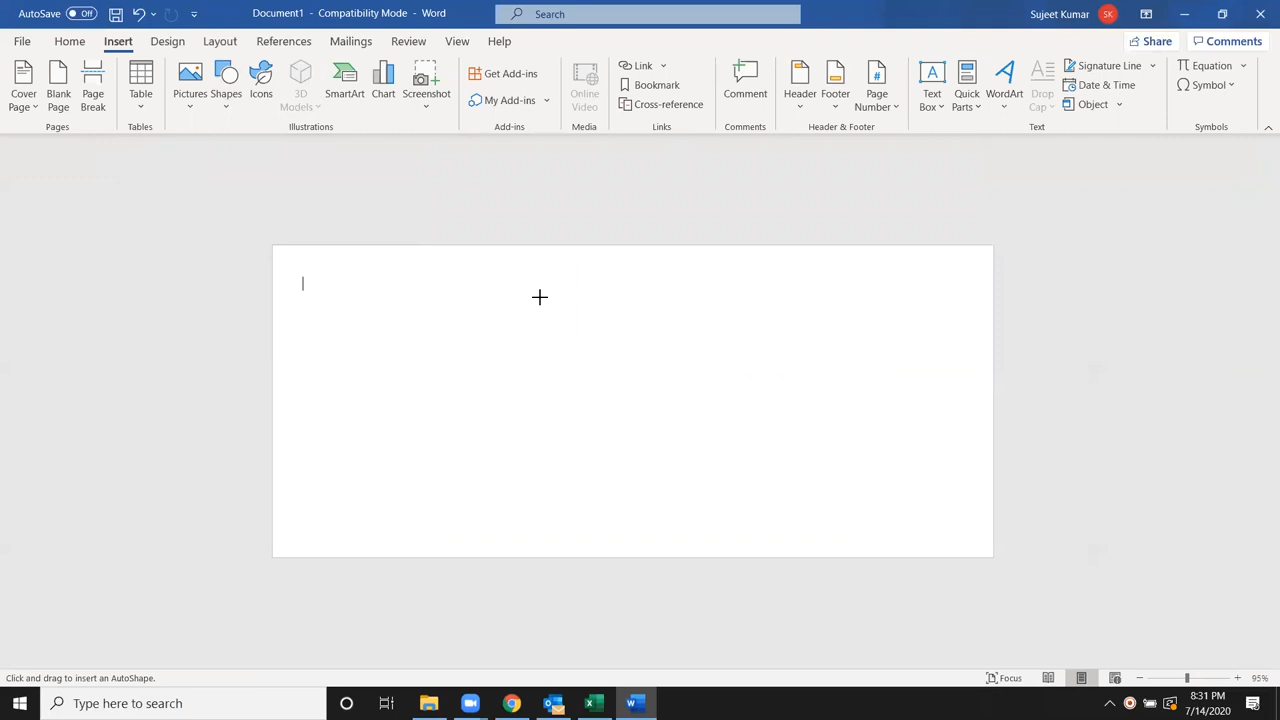 AutoSave Off Document1 - Compatibility Mode - Word Search Sujeet Kumar SK
File Home Insert Design Layout References Mailings Review View Help Share Comments
Cover Page Blank Page Page Break Table Pictures Shapes Icons 3D Models SmartArt Chart Screenshot Get Add-ins My Add-ins Online Video Link Bookmark Cross-reference Comment Header Footer Page Number Text Box Quick Parts WordArt Drop Cap Signature Line Date & Time Object Equation Symbol
Pages Tables Illustrations Add-ins Media Links Comments Header & Footer Text Symbols
Click and drag to insert an AutoShape. Focus 95%
Type here to search 8:31 PM
7/14/2020